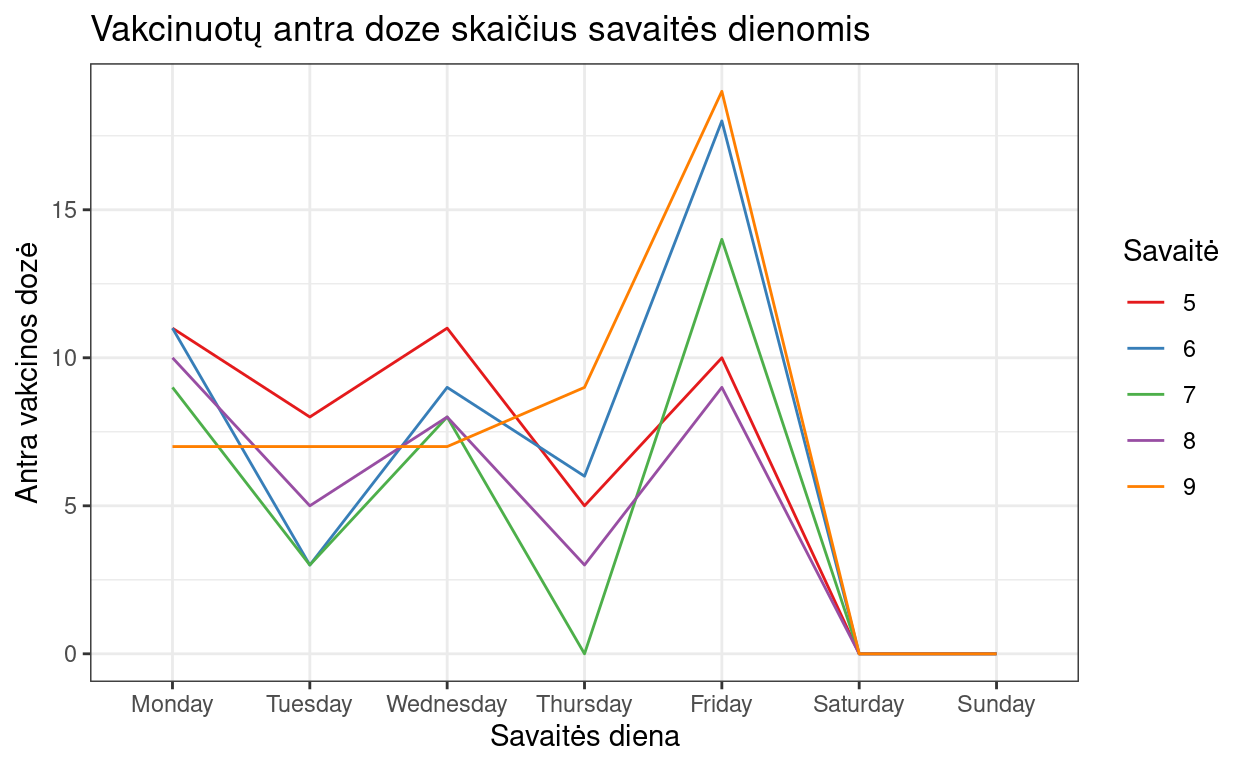 Vakcinuotų antra doze skaičius savaitės dienomis
Antra vakcinos dozė
15
10
5
0
Monday Tuesday Wednesday Thursday Friday Saturday Sunday
Savaitės diena
Savaitė
5
6
7
8
9